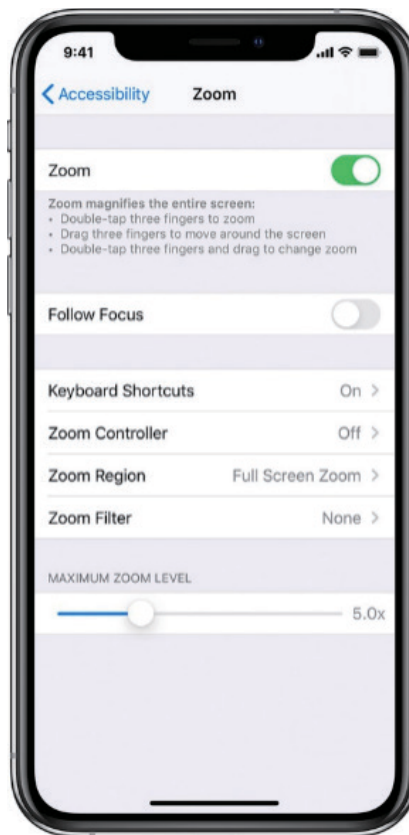 9:41
Accessibility
Zoom
Zoom
Zoom magnifies the entire screen:
• Double-tap three fingers to zoom
• Drag three fingers to move around the screen
• Double-tap three fingers and drag to change zoom
Follow Focus
Keyboard Shortcuts On
Zoom Controller Off
Zoom Region Full Screen Zoom
Zoom Filter None
MAXIMUM ZOOM LEVEL
5.0x